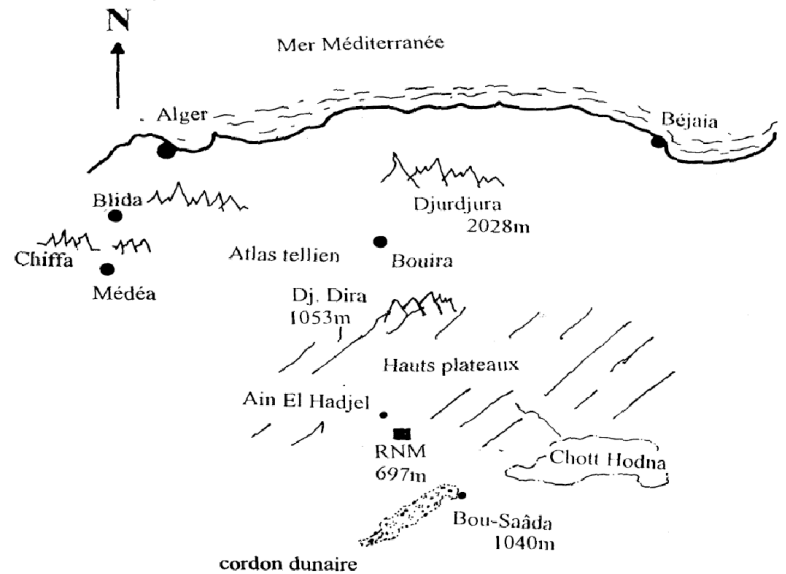 N
Mer Méditerranée
Alger
Béjaia
Blida
Djurdjura
2028m
Chiffa
Atlas tellien
Bouira
Médéa
Dj. Dira
1053m
Hauts plateaux
Ain El Hadjel
RNM
697m
Chott Hodna
Bou-Saâda
1040m
cordon dunaire